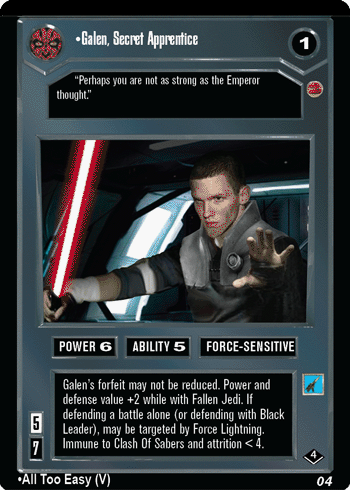 •Galen, Secret Apprentice
1
“Perhaps you are not as strong as the Emperor
thought.”
POWER 6 ABILITY 5 FORCE-SENSITIVE
Galen's forfeit may not be reduced. Power and
defense value +2 while with Fallen Jedi. If
defending a battle alone (or defending with Black
Leader), may be targeted by Force Lightning.
Immune to Clash Of Sabers and attrition < 4.
5
7
4
•All Too Easy (V)
04